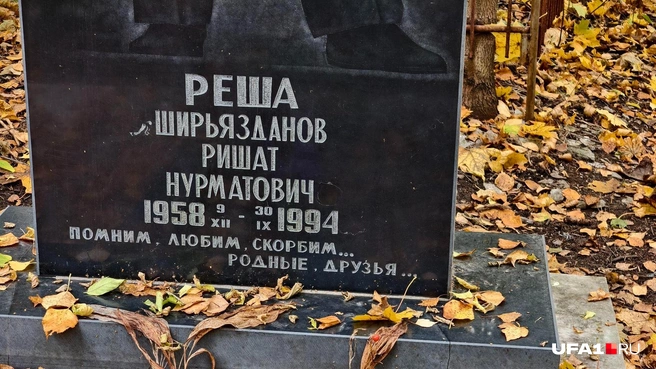 РЕША
ШИРЬЯЗДАНОВ
РИШАТ
НУРМАТОВИЧ
1958 9 XII - 30 IX 1994
ПОМНИМ, ЛЮБИМ, СКОРБИМ...
РОДНЫЕ, ДРУЗЬЯ...
UFA1.RU